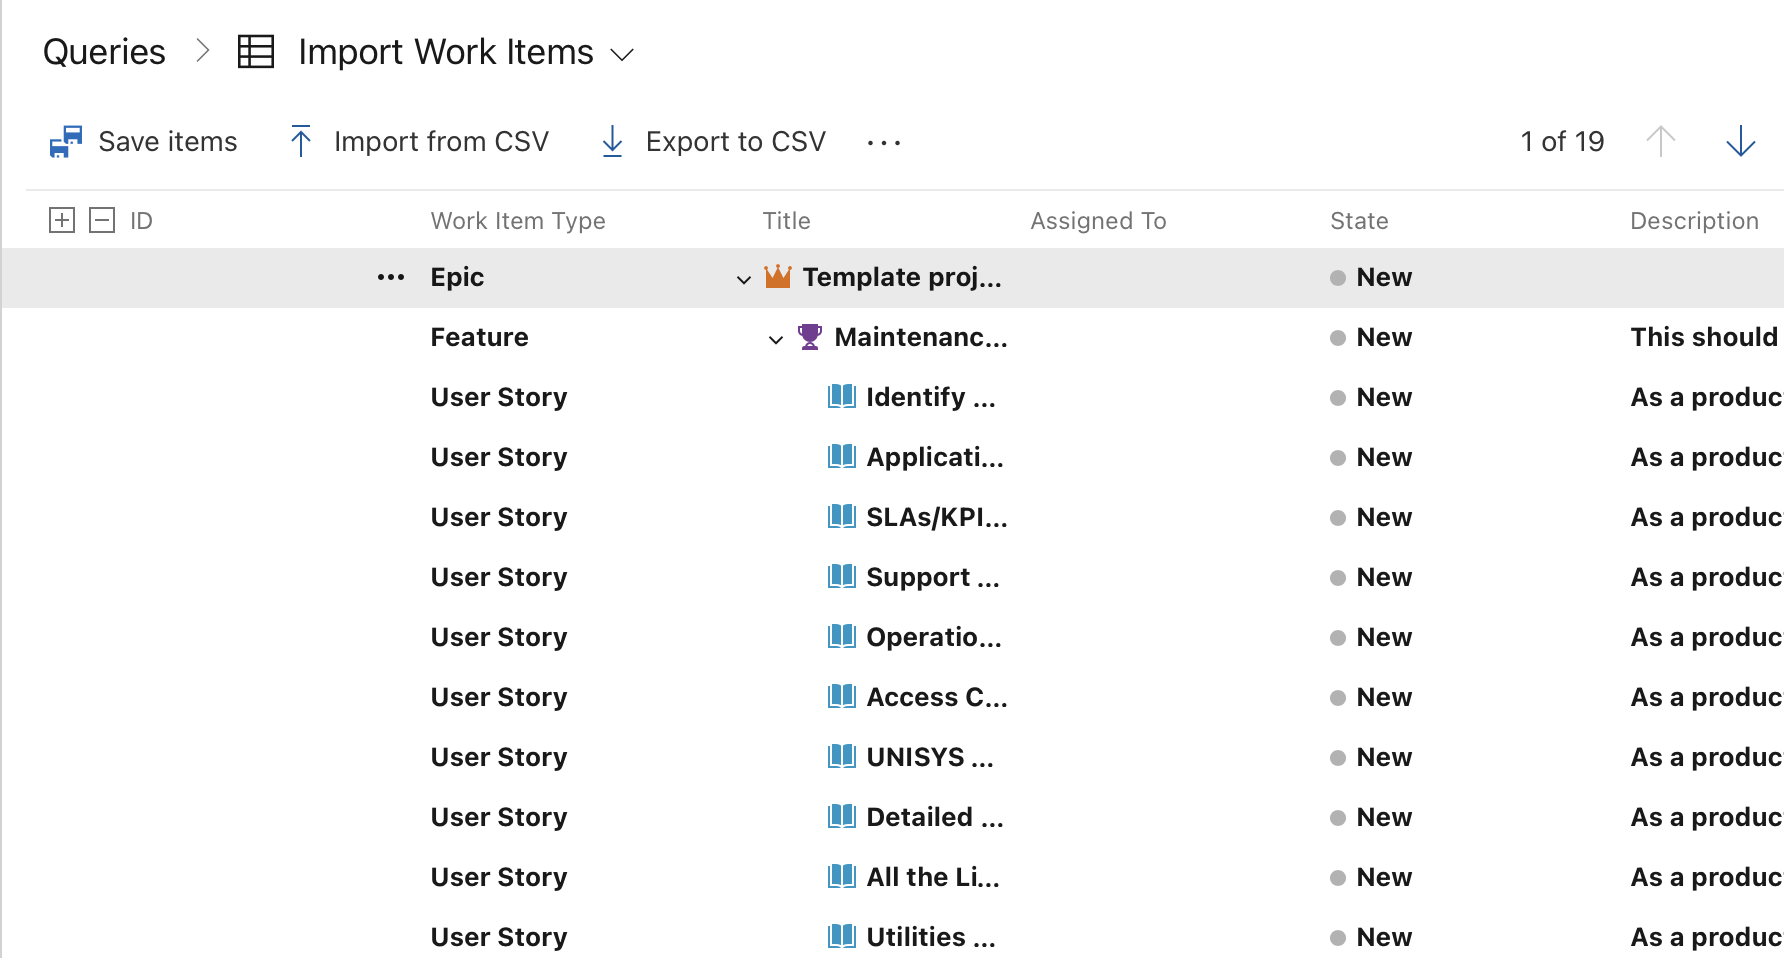 Queries > Import Work Items
Save items Import from CSV Export to CSV ... 1 of 19
ID Work Item Type Title Assigned To State Description
... Epic Template proj... New
Feature Maintenanc... New This should
User Story Identify ... New As a produc
User Story Applicati... New As a produc
User Story SLAs/KPI... New As a produc
User Story Support ... New As a produc
User Story Operatio... New As a produc
User Story Access C... New As a produc
User Story UNISYS ... New As a produc
User Story Detailed ... New As a produc
User Story All the Li... New As a produc
User Story Utilities ... New As a produc